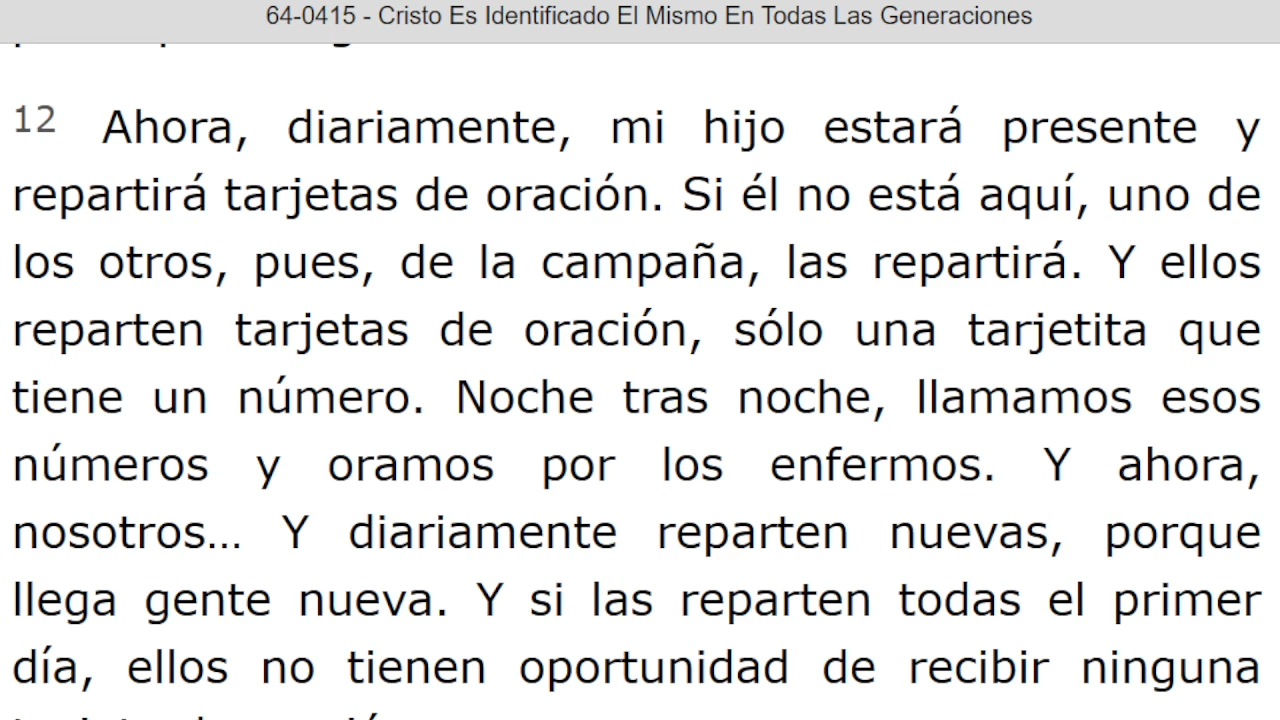 64-0415 - Cristo Es Identificado El Mismo En Todas Las Generaciones
12 Ahora, diariamente, mi hijo estará presente y
repartirá tarjetas de oración. Si él no está aquí, uno de
los otros, pues, de la campaña, las repartirá. Y ellos
reparten tarjetas de oración, sólo una tarjetita que
tiene un número. Noche tras noche, llamamos esos
números y oramos por los enfermos. Y ahora,
nosotros... Y diariamente reparten nuevas, porque
llega gente nueva. Y si las reparten todas el primer
día, ellos no tienen oportunidad de recibir ninguna